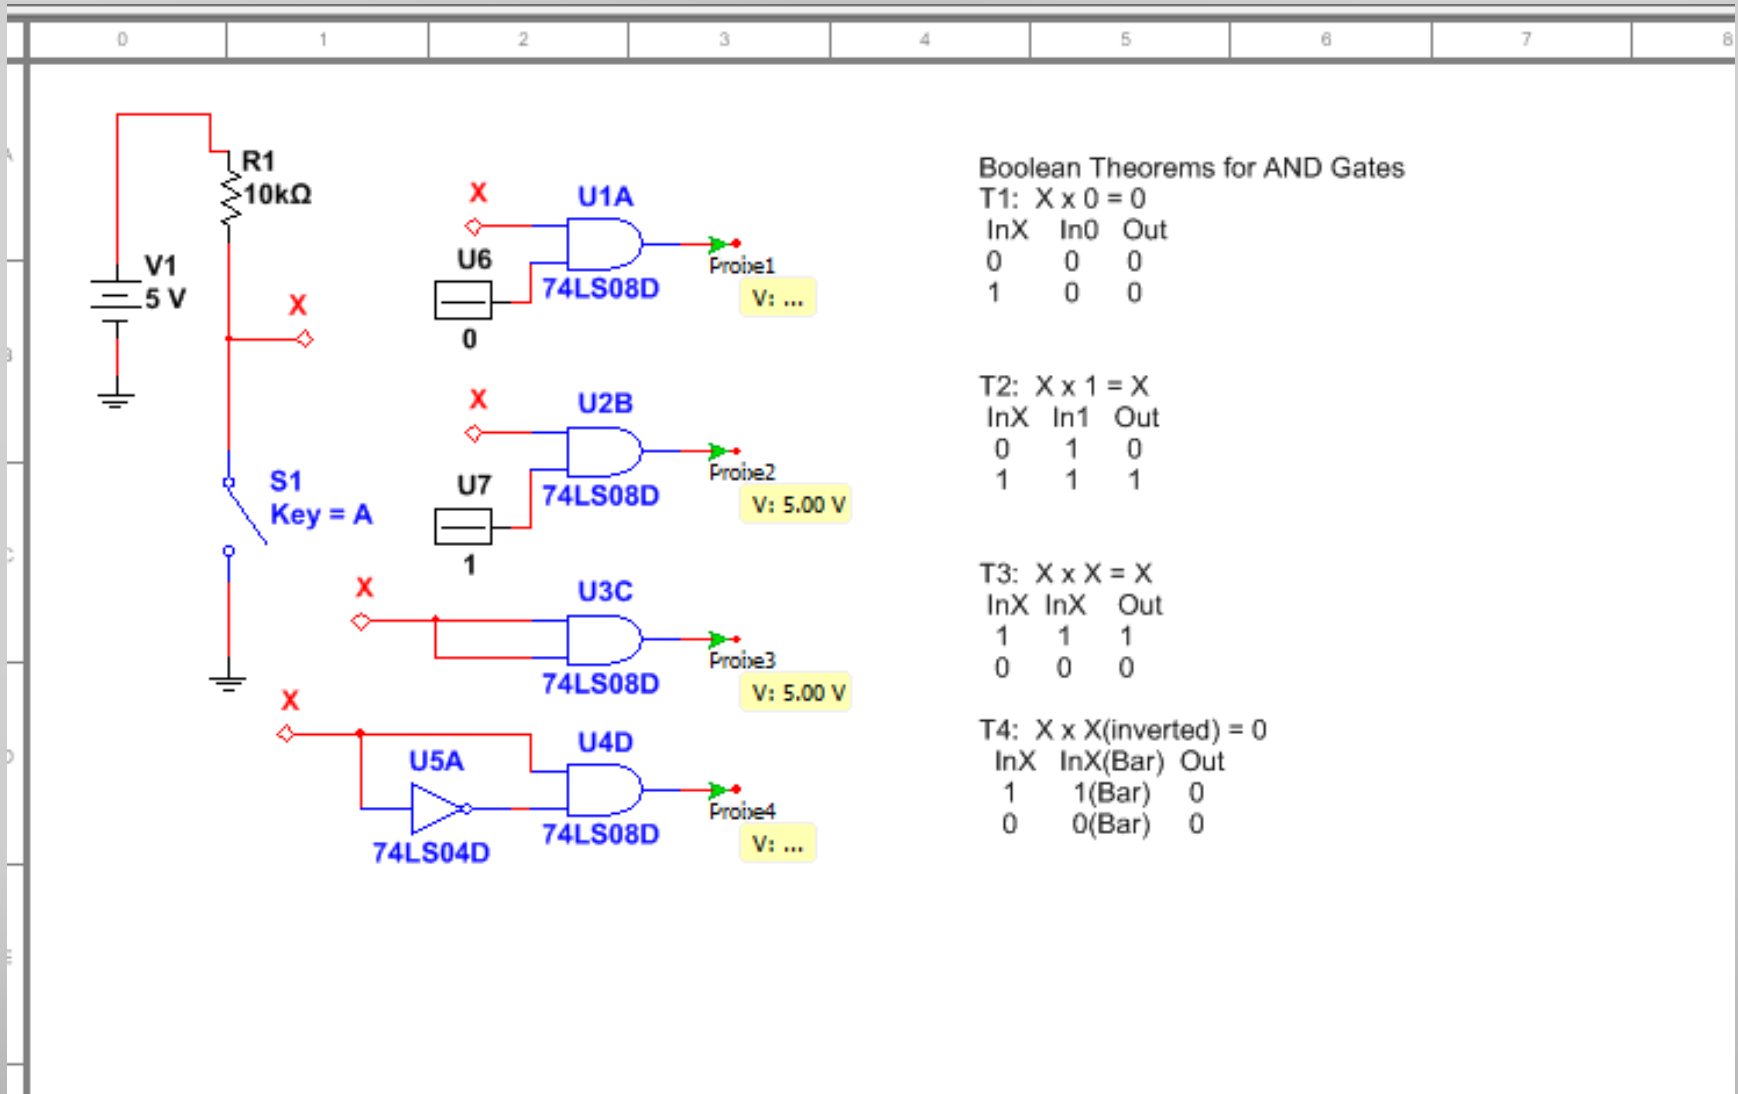 0 1 2 3 4 5 6 7 8
R1
10kΩ
V1
5 V
X
S1
Key = A
X
U1A
U6
74LS08D
0
Probe1
V: ...
X
U2B
U7
74LS08D
1
Probe2
V: 5.00 V
X
U3C
74LS08D
Probe3
V: 5.00 V
X
U4D
U5A
74LS08D
74LS04D
Probe4
V: ...
Boolean Theorems for AND Gates
T1: X x 0 = 0
InX In0 Out
0 0 0
1 0 0
T2: X x 1 = X
InX In1 Out
0 1 0
1 1 1
T3: X x X = X
InX InX Out
1 1 1
0 0 0
T4: X x X(inverted) = 0
InX InX(Bar) Out
1 1(Bar) 0
0 0(Bar) 0